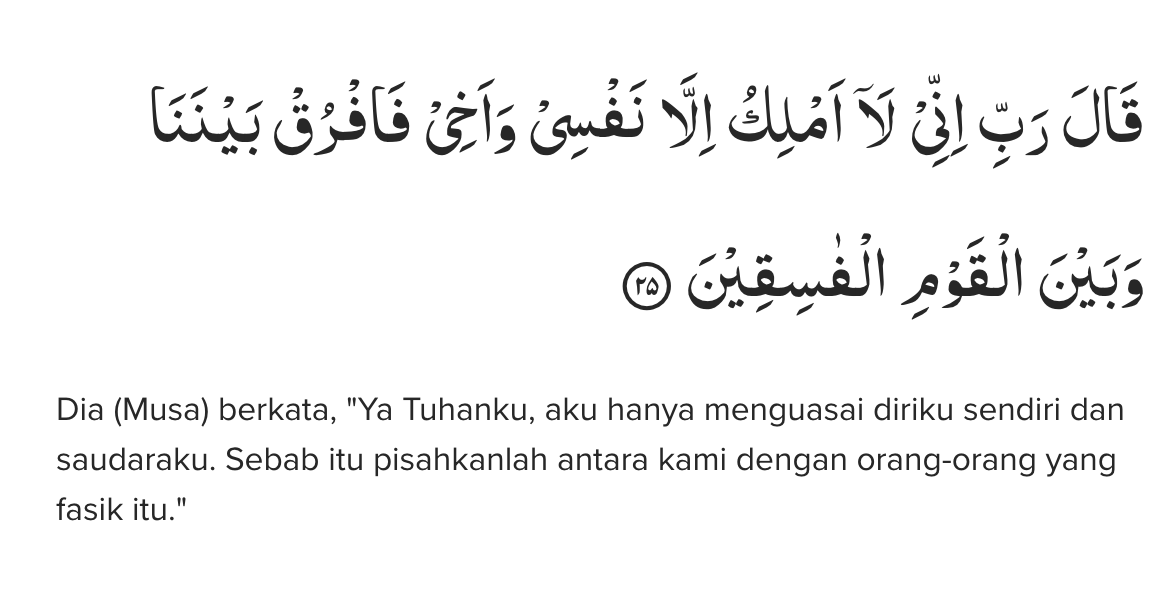 قَالَ رَبِّ اِنِّيْ لَآ اَمْلِكُ اِلَّا نَفْسِيْ وَاَخِيْ فَافْرُقْ بَيْنَنَا
وَبَيْنَ الْقَوْمِ الْفٰسِقِيْنَ ۲۵
Dia (Musa) berkata, "Ya Tuhanku, aku hanya menguasai diriku sendiri dan
saudaraku. Sebab itu pisahkanlah antara kami dengan orang-orang yang
fasik itu."